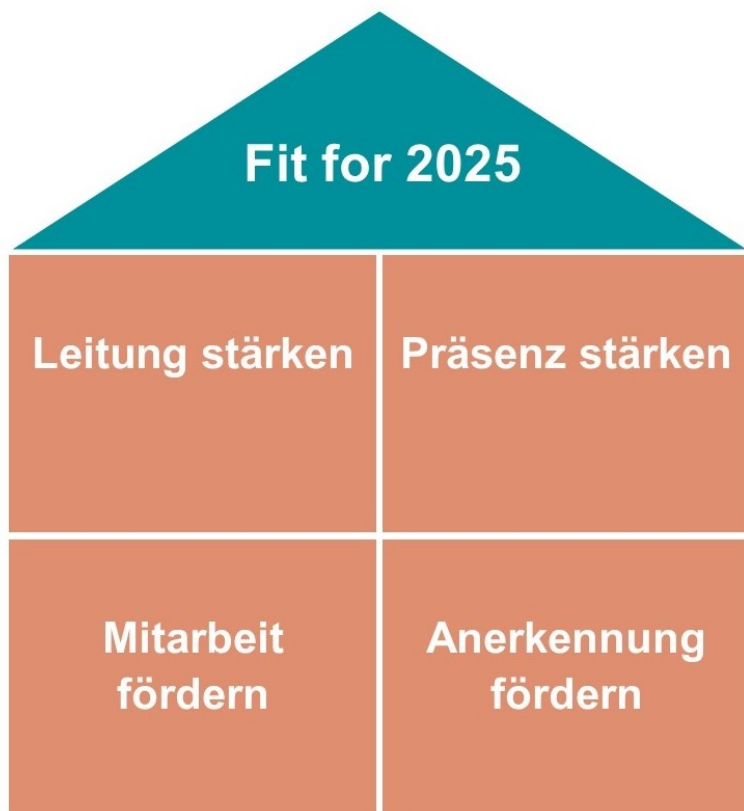 Fit for 2025
Leitung stärken
Präsenz stärken
Mitarbeit
fördern
Anerkennung
fördern